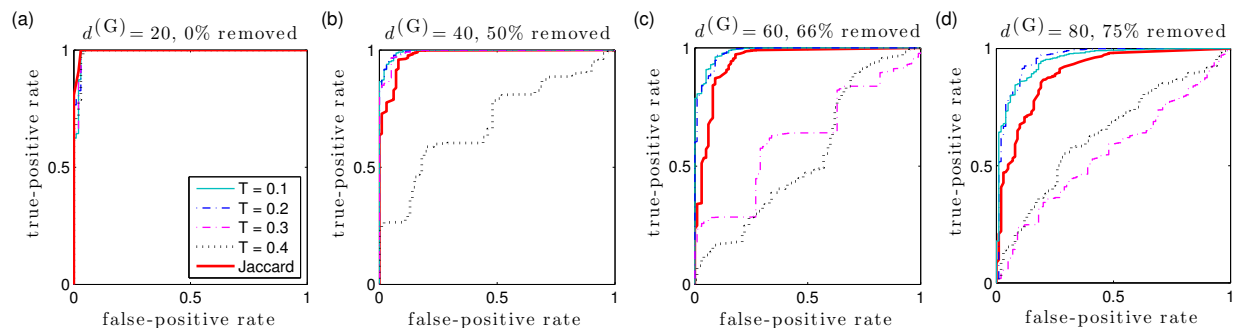 (a)
d(G) = 20, 0% removed
1
true-positive rate
0.5
0
0
0.5
1
false-positive rate
T = 0.1
T = 0.2
T = 0.3
T = 0.4
Jaccard
(b)
d(G) = 40, 50% removed
1
true-positive rate
0.5
0
0
0.5
1
false-positive rate
(c)
d(G) = 60, 66% removed
1
true-positive rate
0.5
0
0
0.5
1
false-positive rate
(d)
d(G) = 80, 75% removed
1
true-positive rate
0.5
0
0
0.5
1
false-positive rate